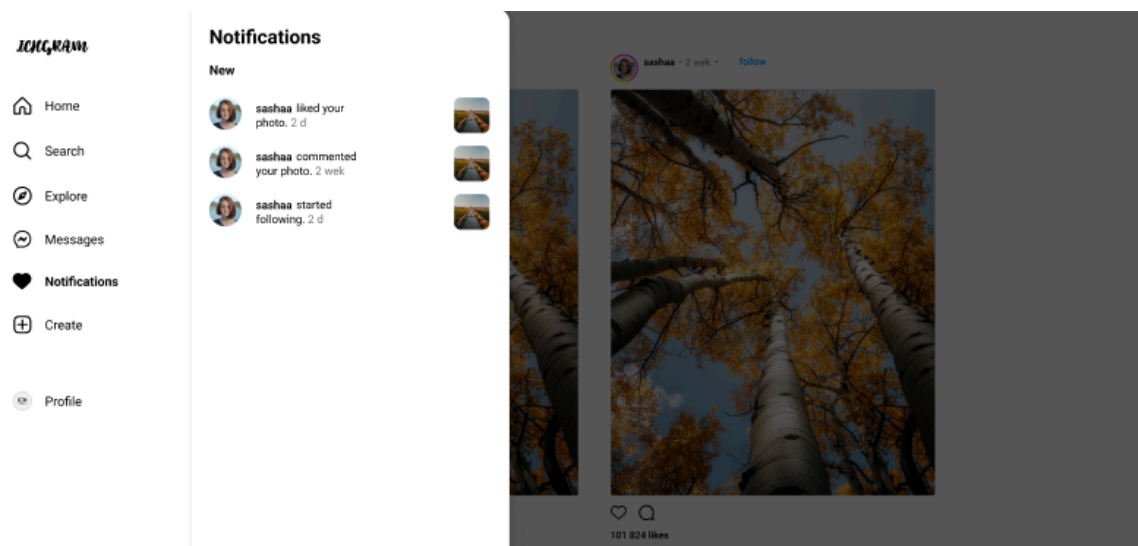 ICHGRAM
Home
Search
Explore
Messages
Notifications
Create
Profile
Notifications
New
sashaa liked your
photo. 2 d
sashaa commented
your photo. 2 wek
sashaa started
following. 2 d
sashaa • 2 wek • follow
101 824 likes